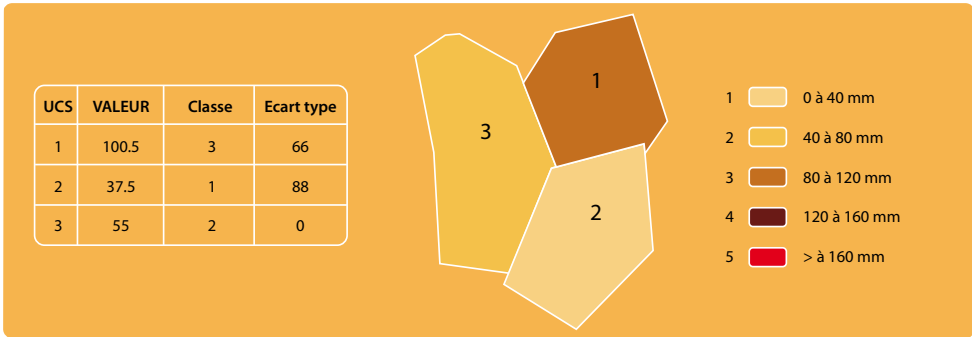 UCS VALEUR Classe Ecart type
1 100.5 3 66
2 37.5 1 88
3 55 2 0
1
3
2
1 0 à 40 mm
2 40 à 80 mm
3 80 à 120 mm
4 120 à 160 mm
5 > à 160 mm